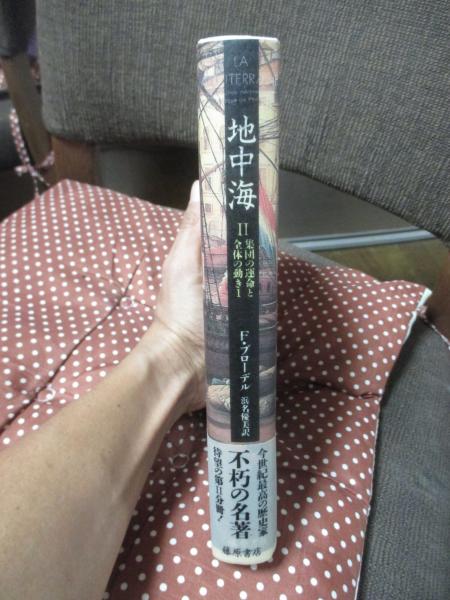 LA
地中海
II
集団の運命と
全体の動き1
F・ブローデル
浜名優美訳
今世紀最高の歴史家
不朽の名著
待望の第II分冊!
藤原書店